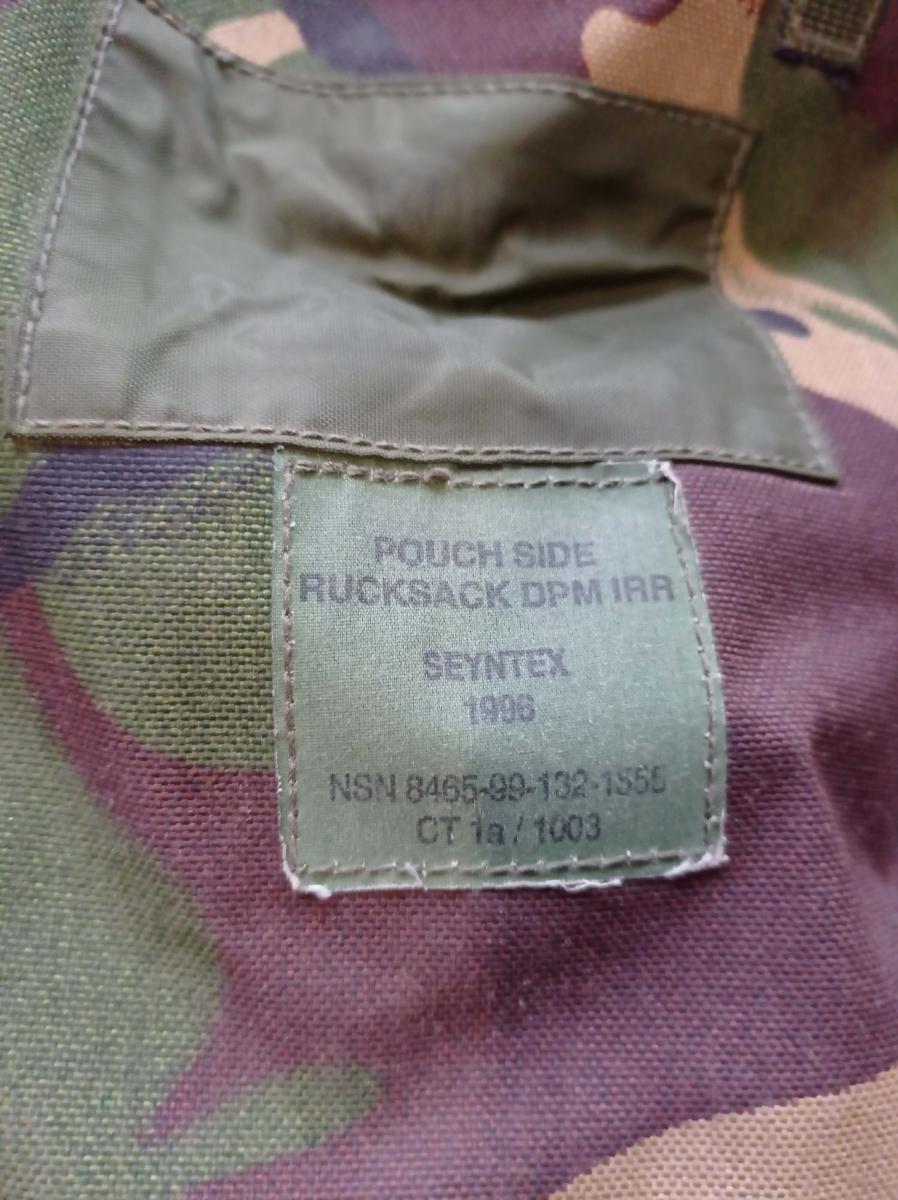 POUCH SIDE
RUCKSACK DPM IRR
SEYNTEX
1996
NSN 8465-99-132-1555
CT 1a / 1003